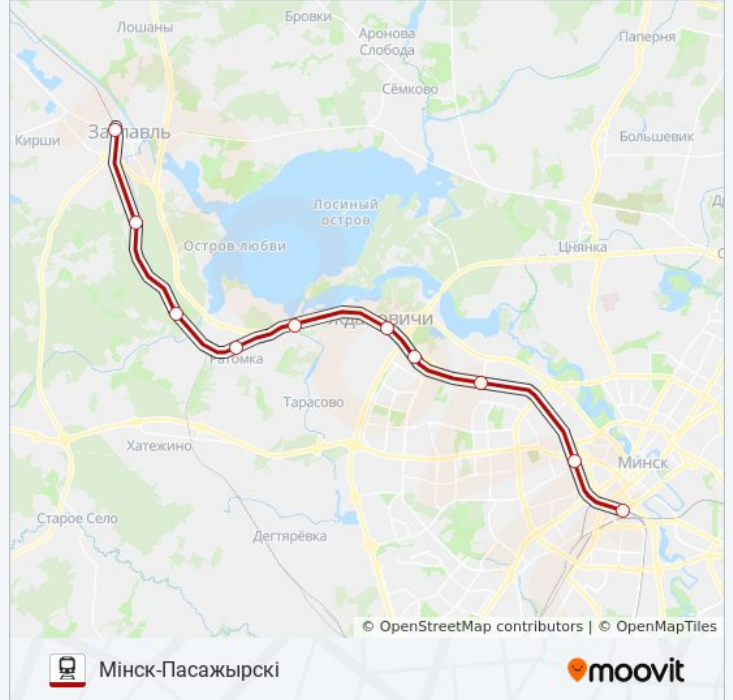 Бровки
Лошаны
Аронова
Слобода
Паперня
Сёмково
Заславль
Кирши
Большевик
Лосиный
остров
Остров любви
Цнянка
Ратомка
Тарасово
Хатежино
Минск
Старое Село
Дегтярёвка
© OpenStreetMap contributors | © OpenMapTiles
Мінск-Пасажырскі
moovit